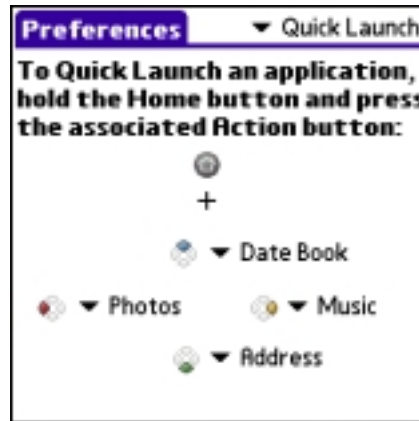 Preferences ▼ Quick Launch
To Quick Launch an application,
hold the Home button and press
the associated Action button:
+
▼ Date Book
▼ Photos ▼ Music
▼ Address